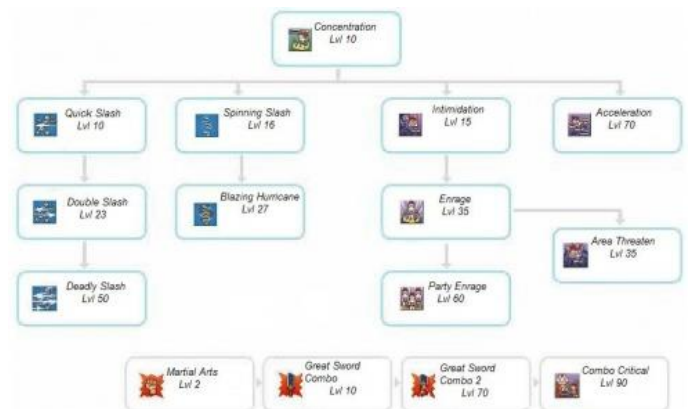 Concentration
Lvl 10
Quick Slash
Lvl 10
Spinning Slash
Lvl 16
Intimidation
Lvl 15
Acceleration
Lvl 70
Double Slash
Lvl 23
Blazing Hurricane
Lvl 27
Enrage
Lvl 35
Area Threaten
Lvl 35
Deadly Slash
Lvl 50
Party Enrage
Lvl 60
Martial Arts
Lvl 2
Great Sword
Combo
Lvl 10
Great Sword
Combo 2
Lvl 70
Combo Critical
Lvl 90